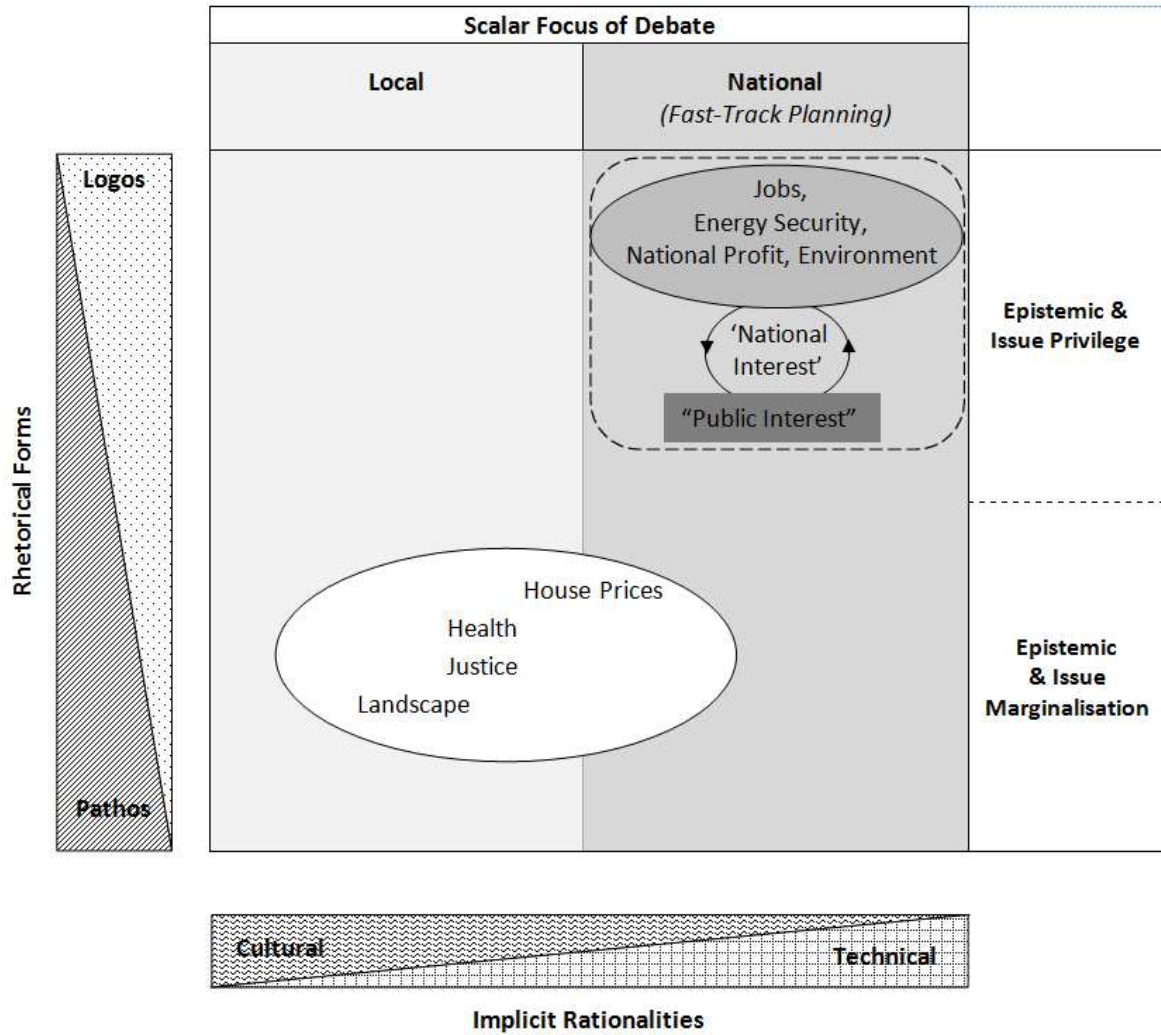 Scalar Focus of Debate
Local
National
(Fast-Track Planning)
Logos
Jobs,
Energy Security,
National Profit, Environment
‘National
Interest’
“Public Interest”
Epistemic &
Issue Privilege
Rhetorical Forms
House Prices
Health
Justice
Landscape
Epistemic
& Issue
Marginalisation
Pathos
Cultural
Technical
Implicit Rationalities